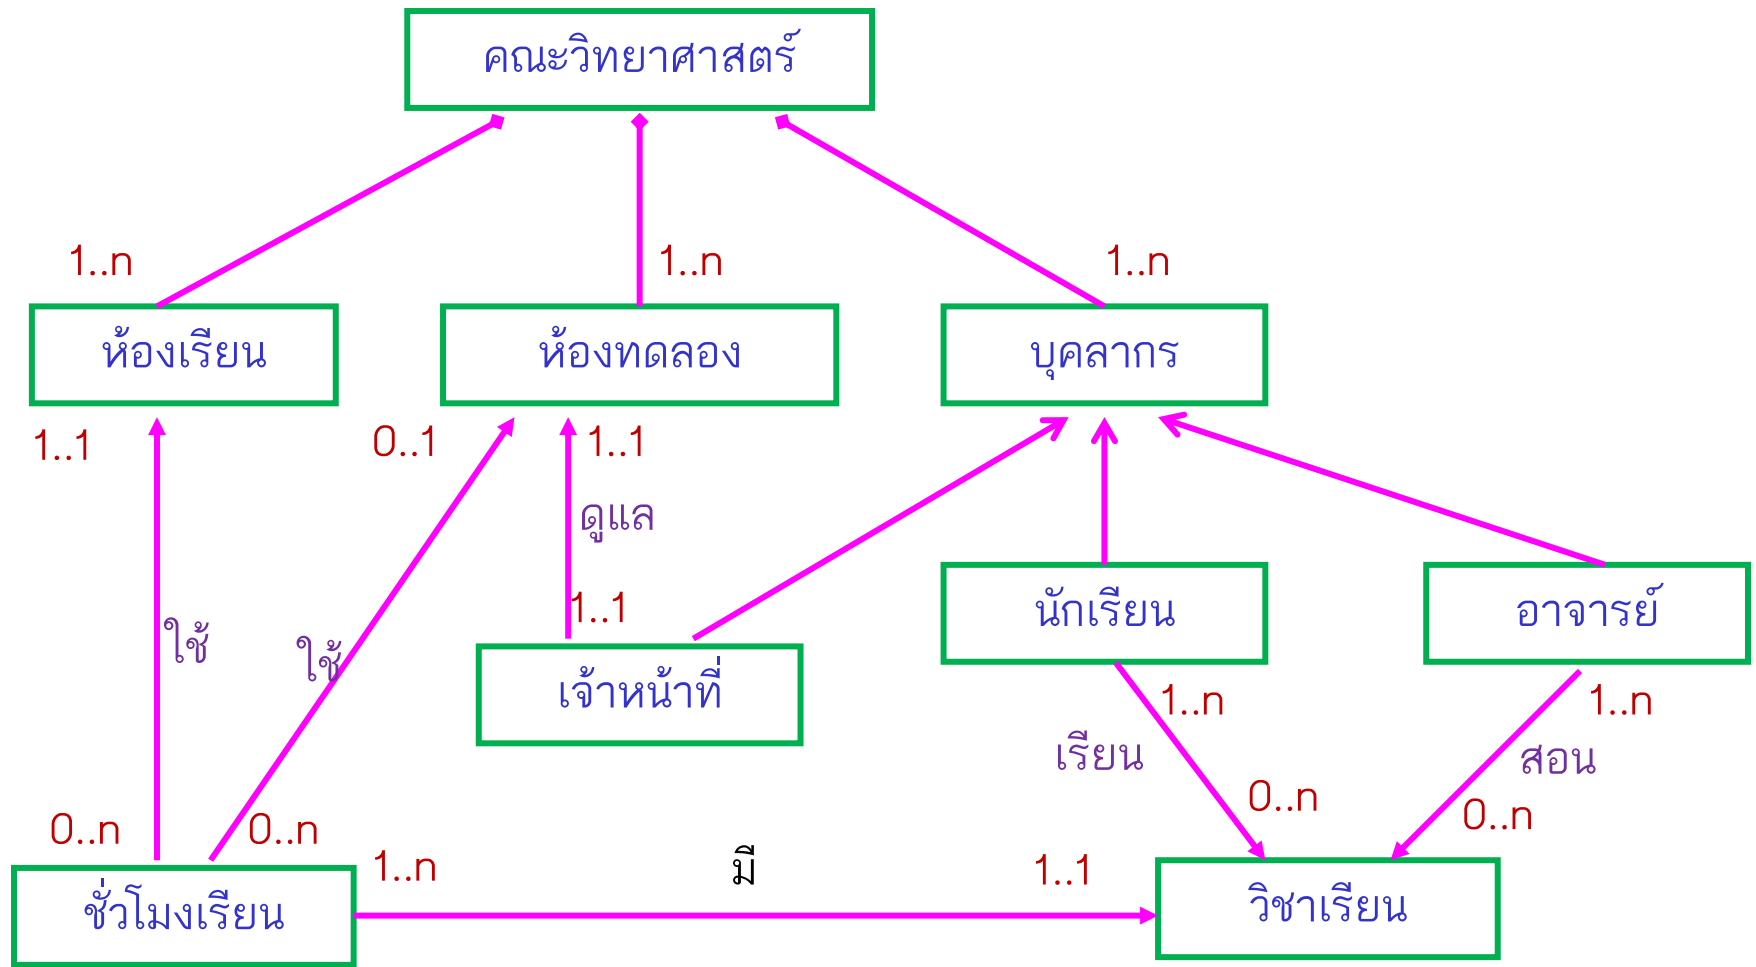 คณะวิทยาศาสตร์
1..n
1..n
1..n
ห้องเรียน
ห้องทดลอง
บุคลากร
1..1
0..1
1..1
ดูแล
1..1
นักเรียน
อาจารย์
ใช้
ใช้
เจ้าหน้าที่
1..n
1..n
เรียน
สอน
0..n
0..n
0..n
0..n
1..n
มี
1..1
ชั่วโมงเรียน
วิชาเรียน